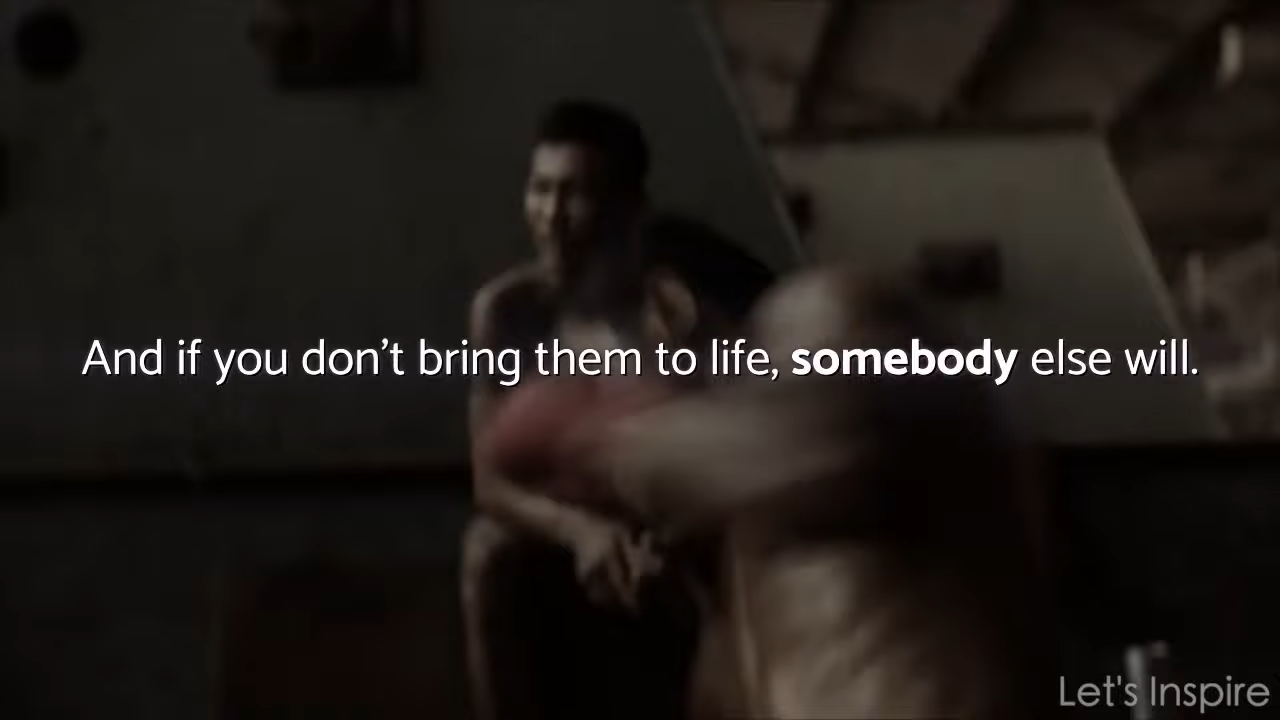 And if you don’t bring them to life, somebody else will.
Let's Inspire